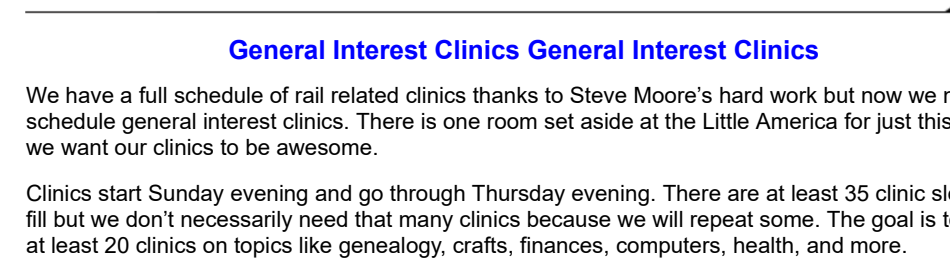 General Interest Clinics General Interest Clinics
We have a full schedule of rail related clinics thanks to Steve Moore's hard work but now we
schedule general interest clinics. There is one room set aside at the Little America for just this
we want our clinics to be awesome.
Clinics start Sunday evening and go through Thursday evening. There are at least 35 clinic
fill but we don't necessarily need that many clinics because we will repeat some. The goal is
at least 20 clinics on topics like genealogy, crafts, finances, computers, health, and more.